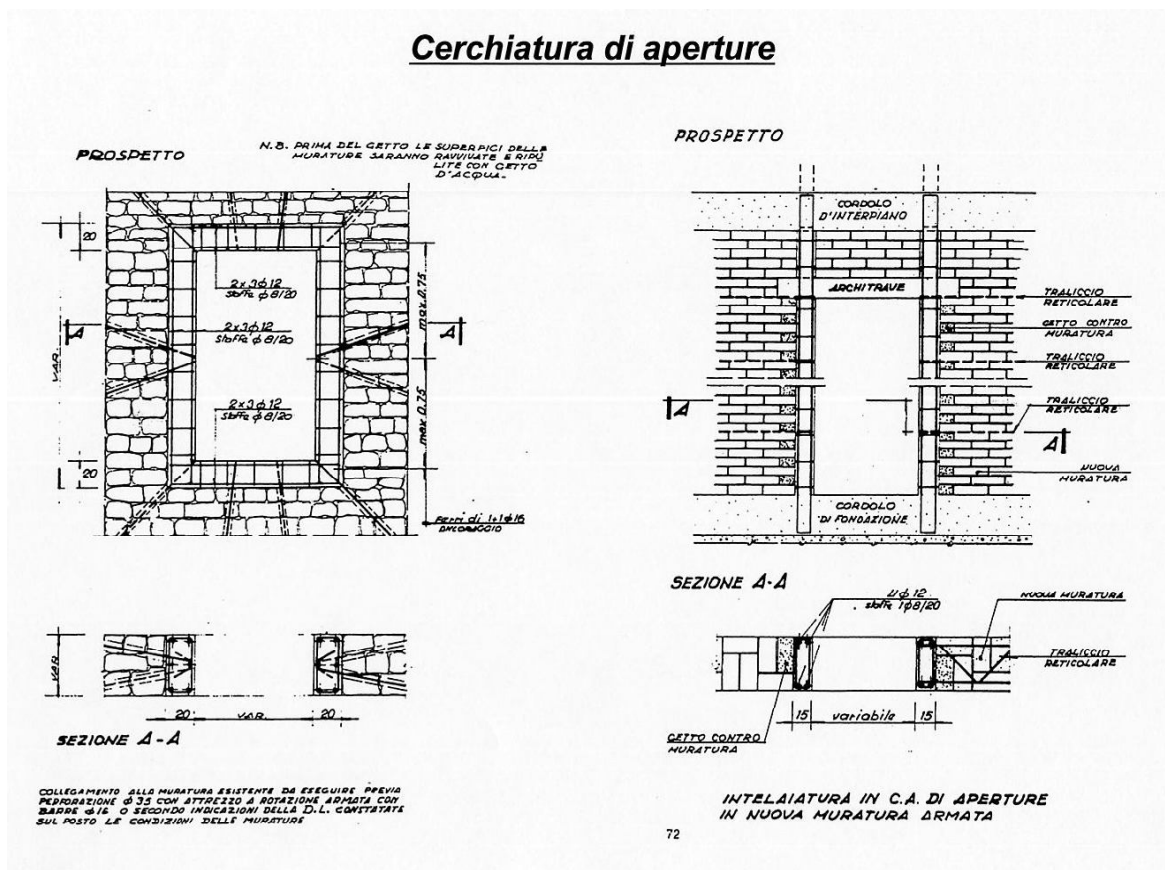 Cerchiatura di aperture
PROSPETTO
N.B. PRIMA DEL GETTO LE SUPERFICI DELLE
MURATURE SARANNO RAVVIVATE E RIPU
LITE CON GETTO
D'ACQUA.
20
2x3ϕ12
staffe ϕ8/20
max 0,75
A
2x3ϕ12
staffe ϕ8/20
A
VAR.
2x3ϕ12
staffe ϕ8/20
max 0,75
20
Ferri di 1+1ϕ16
ANCORAGGIO
VAR.
20
VAR.
20
SEZIONE A-A
COLLEGAMENTO ALLA MURATURA ESISTENTE DA ESEGUIRE PREVIA
PERFORAZIONE ϕ 35 CON ATTREZZO A ROTAZIONE ARMATA CON
BARRE ϕ16 O SECONDO INDICAZIONI DELLA D.L. CONSTATATE
SUL POSTO LE CONDIZIONI DELLE MURATURE
PROSPETTO
CORDOLO
D'INTERPIANO
ARCHITRAVE
TRALICCIO
RETICOLARE
GETTO CONTRO
MURATURA
TRALICCIO
RETICOLARE
A
TRALICCIO
RETICOLARE
A
NUOVA
MURATURA
CORDOLO
DI FONDAZIONE
SEZIONE A-A
4ϕ12
staffe 1ϕ8/20
NUOVA MURATURA
TRALICCIO
RETICOLARE
15
variabile
15
GETTO CONTRO
MURATURA
INTELAIATURA IN C.A. DI APERTURE
IN NUOVA MURATURA ARMATA
72